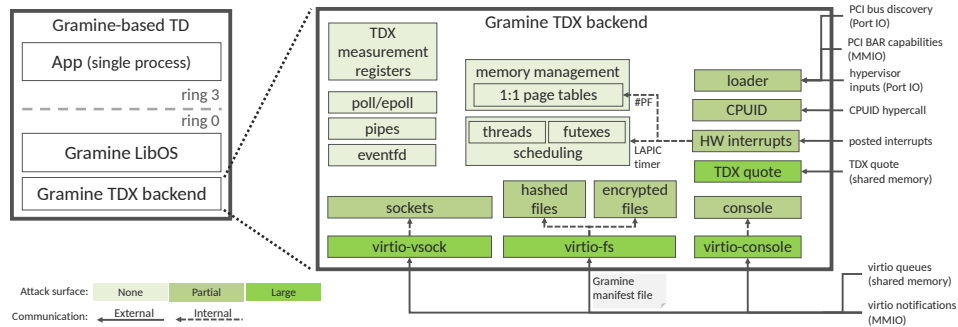 Gramine-based TD
App (single process)
ring 3
ring 0
Gramine LibOS
Gramine TDX backend
Gramine TDX backend
TDX
measurement
registers
poll/epoll
pipes
eventfd
memory management
1:1 page tables
#PF
threads
futexes
scheduling
LAPIC
timer
loader
CPUID
HW interrupts
TDX quote
sockets
hashed
files
encrypted
files
console
virtio-vsock
virtio-fs
virtio-console
PCI bus discovery
(Port IO)
PCI BAR capabilities
(MMIO)
hypervisor
inputs (Port IO)
CPUID hypercall
posted interrupts
TDX quote
(shared memory)
Gramine
manifest file
virtio queues
(shared memory)
virtio notifications
(MMIO)
Attack surface:
None
Partial
Large
Communication:
External
Internal